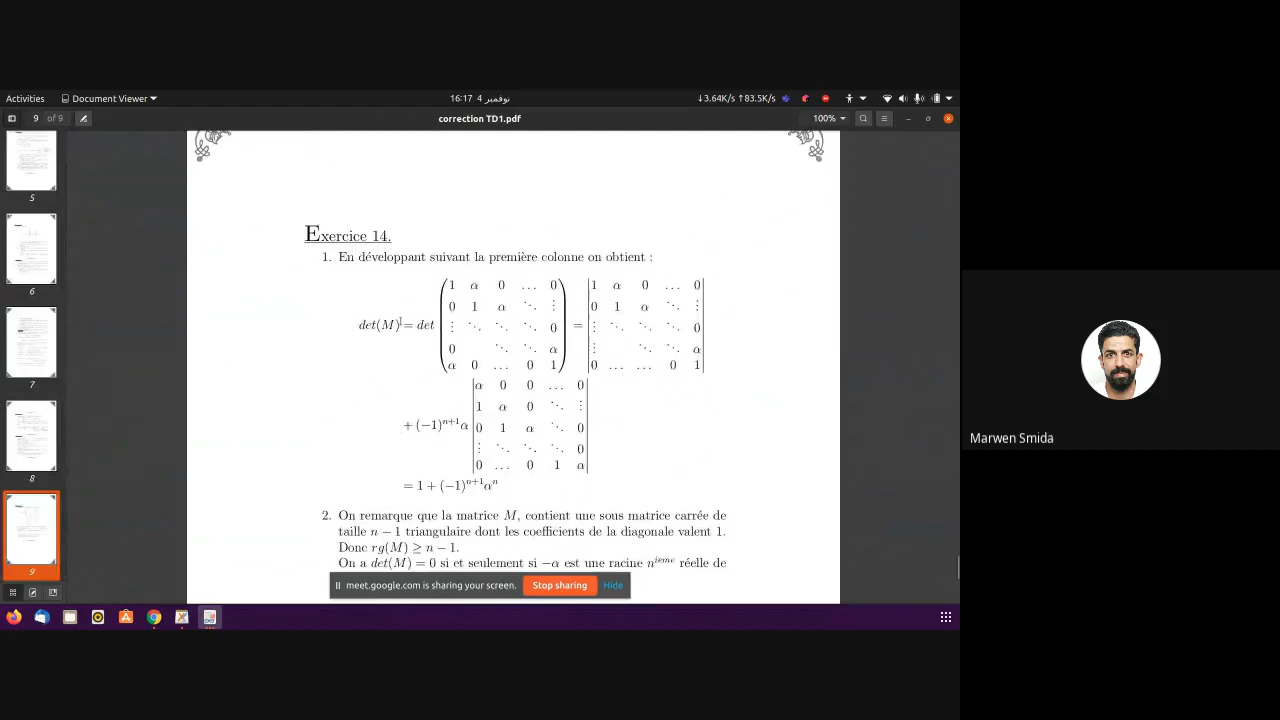 Activities Document Viewer 16:17 4 نوفمبر ↓3.64K/s ↑83.5K/s
9 of 9 correction TD1.pdf 100%
5
6
7
8
9
Exercice 14.
1. En développant suivant la première colonne on obtient :
1 α 0 … 0 1 α 0 … 0
0 1 α ⋱ ⋮ 0 1 α ⋱ ⋮
det(M) = det ⋮ ⋱ ⋱ 0 = ⋮ ⋱ ⋱ ⋱ 0
0 ⋱ ⋱ α ⋮ ⋱ ⋱ α
α … 0 1 0 … … 0 1
α 0 0 … 0
1 α 0 ⋱ ⋮
+ (−1)ⁿ⁺¹α 0 1 α ⋱ 0
⋮ ⋱ ⋱ ⋱ 0
0 … 0 1 α
= 1 + (−1)ⁿ⁺¹αⁿ
2. On remarque que la matrice M, contient une sous matrice carrée de
taille n − 1 triangulaire dont les coefficients de la diagonale valent 1.
Donc rg(M) ≥ n − 1.
On a det(M) = 0 si et seulement si −α est une racine nⁱᵉᵐᵉ réelle de
meet.google.com is sharing your screen. Stop sharing Hide
Marwen Smida